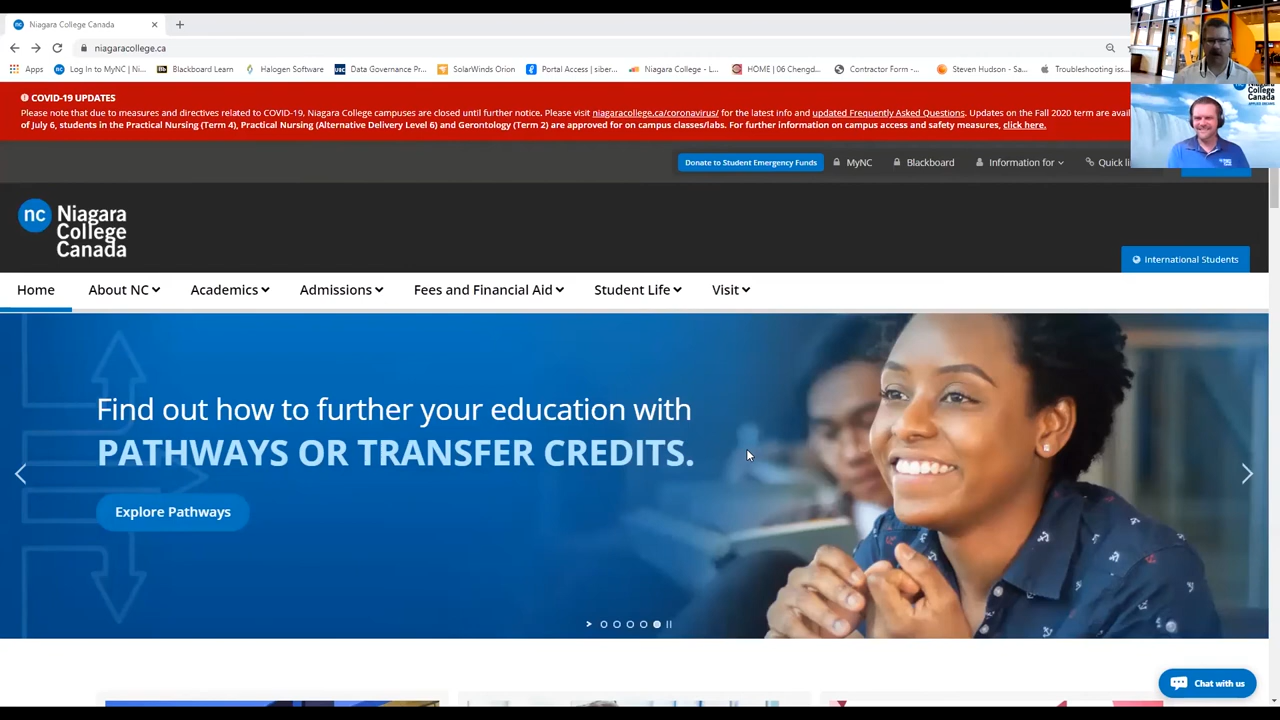 Niagara College Canada
niagaracollege.ca
Apps
Log In to MyNC | Ni...
Blackboard Learn
Halogen Software
Data Governance Pr...
SolarWinds Orion
Portal Access | siber...
Niagara College - L...
HOME | 06 Chengd...
Contractor Form -...
Steven Hudson - Sa...
Troubleshooting iss...
COVID-19 UPDATES
Please note that due to measures and directives related to COVID-19, Niagara College campuses are closed until further notice. Please visit niagaracollege.ca/coronavirus/ for the latest info and updated Frequently Asked Questions. Updates on the Fall 2020 term are
of July 6, students in the Practical Nursing (Term 4), Practical Nursing (Alternative Delivery Level 6) and Gerontology (Term 2) are approved for on campus classes/labs. For further information on campus access and safety measures, click here.
Donate to Student Emergency Funds
MyNC
Blackboard
Information for
Quick
nc Niagara
College
Canada
International Students
Home
About NC
Academics
Admissions
Fees and Financial Aid
Student Life
Visit
Find out how to further your education with
PATHWAYS OR TRANSFER CREDITS.
Explore Pathways
Chat with us
Niagara
College
Canada